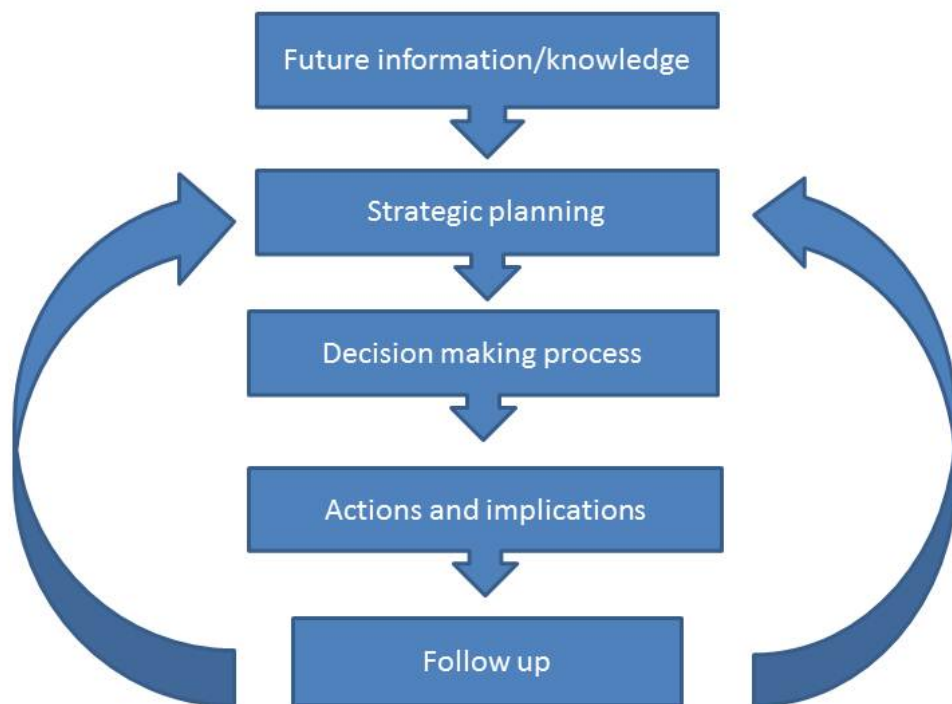 Future information/knowledge
Strategic planning
Decision making process
Actions and implications
Follow up